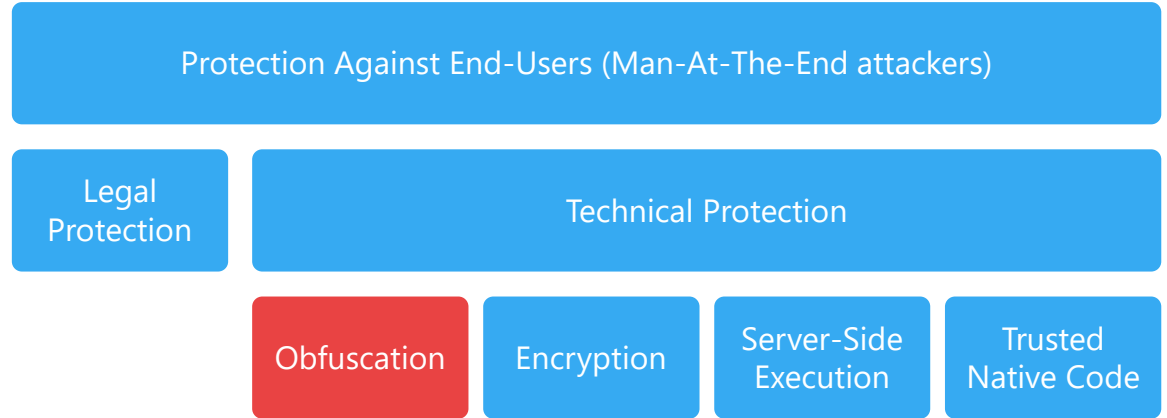 Protection Against End-Users (Man-At-The-End attackers)
Legal
Protection
Technical Protection
Obfuscation
Encryption
Server-Side
Execution
Trusted
Native Code